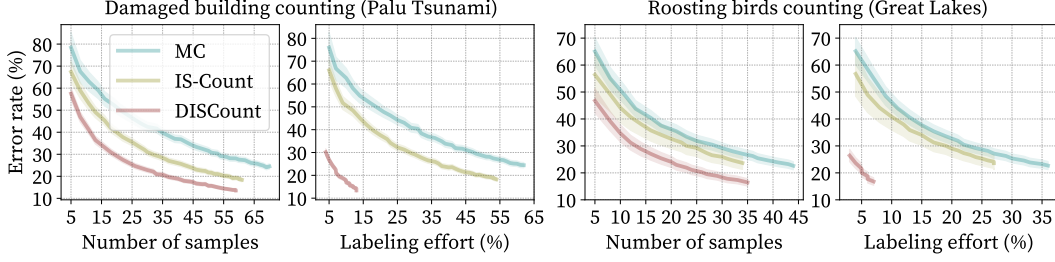 Damaged building counting (Palu Tsunami)
Roosting birds counting (Great Lakes)
Error rate (%)
80
70
60
50
40
30
20
10
MC
IS-Count
DISCount
5 15 25 35 45 55 65
Number of samples
80
70
60
50
40
30
20
10
5 15 25 35 45 55 65
Labeling effort (%)
70
60
50
40
30
20
10
5 10 15 20 25 30 35 40 45
Number of samples
70
60
50
40
30
20
10
5 10 15 20 25 30 35
Labeling effort (%)